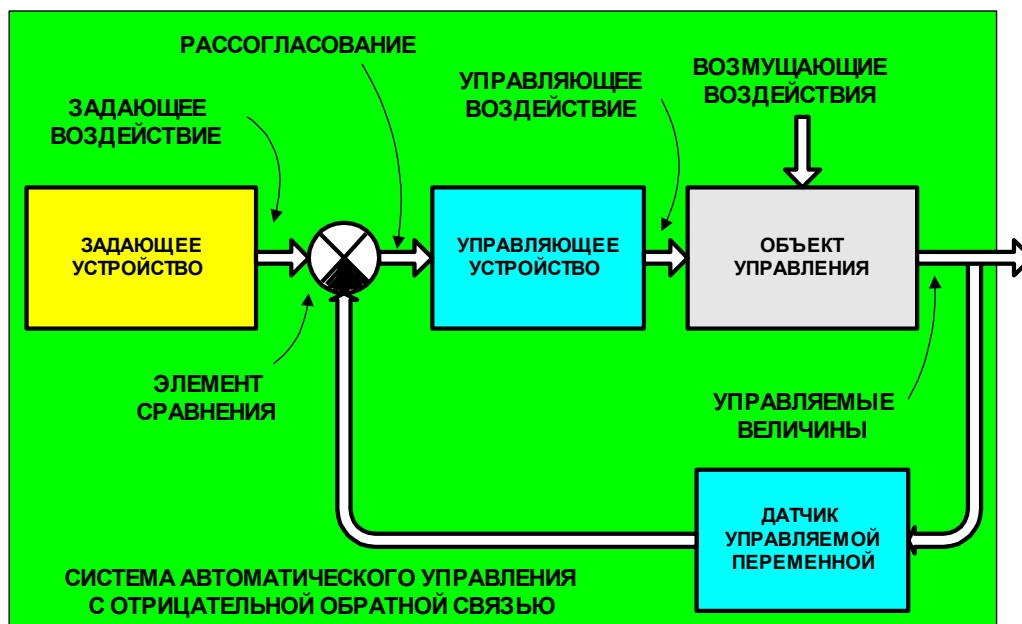 РАССОГЛАСОВАНИЕ
УПРАВЛЯЮЩЕЕ
ВОЗДЕЙСТВИЕ
ВОЗМУЩАЮЩИЕ
ВОЗДЕЙСТВИЯ
ЗАДАЮЩЕЕ
ВОЗДЕЙСТВИЕ
ЗАДАЮЩЕЕ
УСТРОЙСТВО
УПРАВЛЯЮЩЕЕ
УСТРОЙСТВО
ОБЪЕКТ
УПРАВЛЕНИЯ
ЭЛЕМЕНТ
СРАВНЕНИЯ
УПРАВЛЯЕМЫЕ
ВЕЛИЧИНЫ
ДАТЧИК
УПРАВЛЯЕМОЙ
ПЕРЕМЕННОЙ
СИСТЕМА АВТОМАТИЧЕСКОГО УПРАВЛЕНИЯ
С ОТРИЦАТЕЛЬНОЙ ОБРАТНОЙ СВЯЗЬЮ